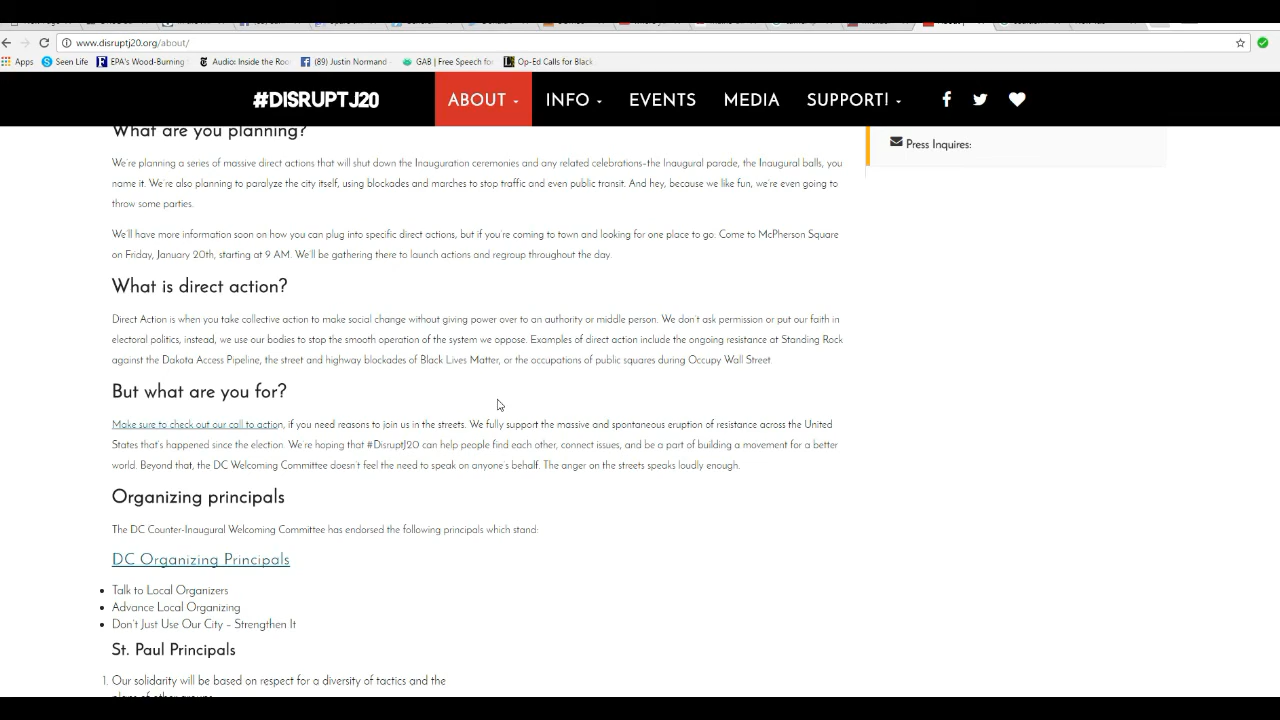 www.disruptj20.org/about/
Apps Seen Life EPA's Wood-Burning Audio: Inside the Roo (89) Justin Normand GAB | Free Speech fo Op-Ed Calls for Black
#DISRUPTJ20 ABOUT INFO EVENTS MEDIA SUPPORT!
What are you planning?
Press Inquires:
We're planning a series of massive direct actions that will shut down the Inauguration ceremonies and any related celebrations–the Inaugural parade, the Inaugural balls, you
name it. We're also planning to paralyze the city itself, using blockades and marches to stop traffic and even public transit. And hey, because we like fun, we're even going to
throw some parties.
We'll have more information soon on how you can plug into specific direct actions, but if you're coming to town and looking for one place to go: Come to McPherson Square
on Friday, January 20th, starting at 9 AM. We'll be gathering there to launch actions and regroup throughout the day.
What is direct action?
Direct Action is when you take collective action to make social change without giving power over to an authority or middle person. We don't ask permission or put our faith in
electoral politics, instead, we use our bodies to stop the smooth operation of the system we oppose. Examples of direct action include the ongoing resistance at Standing Rock
against the Dakota Access Pipeline, the street and highway blockades of Black Lives Matter, or the occupations of public squares during Occupy Wall Street.
But what are you for?
Make sure to check out our call to action, if you need reasons to join us in the streets. We fully support the massive and spontaneous eruption of resistance across the United
States that's happened since the election. We're hoping that #DisruptJ20 can help people find each other, connect issues, and be a part of building a movement for a better
world. Beyond that, the DC Welcoming Committee doesn't feel the need to speak on anyone's behalf. The anger on the streets speaks loudly enough.
Organizing principals
The DC Counter-Inaugural Welcoming Committee has endorsed the following principals which stand:
DC Organizing Principals
Talk to Local Organizers
Advance Local Organizing
Don't Just Use Our City – Strengthen It
St. Paul Principals
1. Our solidarity will be based on respect for a diversity of tactics and the
plans of other groups.